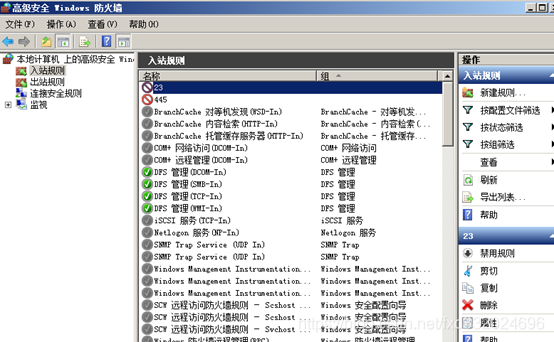 高级安全 Windows 防火墙
文件(F) 操作(A) 查看(V) 帮助(H)
本地计算机 上的高级安全 Win
入站规则
出站规则
连接安全规则
监视
入站规则
名称 组
23
445
BranchCache 对等机发现(WSD-In) BranchCache - 对等机发...
BranchCache 内容检索(HTTP-In) BranchCache - 内容检索(...
BranchCache 托管缓存服务器(HTTP-In) BranchCache - 托管缓存...
COM+ 网络访问(DCOM-In) COM+ 网络访问
COM+ 远程管理(DCOM-In) COM+ 远程管理
DFS 管理(DCOM-In) DFS 管理
DFS 管理(SMB-In) DFS 管理
DFS 管理(TCP-In) DFS 管理
DFS 管理(WMI-In) DFS 管理
iSCSI 服务(TCP-In) iSCSI 服务
Netlogon 服务(NP-In) Netlogon 服务
SNMP Trap Service (UDP In) SNMP Trap
SNMP Trap Service (UDP In) SNMP Trap
Windows Management Instrumentation... Windows Management Inst...
Windows Management Instrumentation... Windows Management Inst...
Windows Management Instrumentation... Windows Management Inst...
SCW 远程访问防火墙规则 - Scshost ... Windows 安全配置向导
SCW 远程访问防火墙规则 - Scshost ... Windows 安全配置向导
SCW 远程访问防火墙规则 - Svchost ... Windows 安全配置向导
操作
入站规则
新建规则...
按配置文件筛选
按状态筛选
按组筛选
查看
刷新
导出列表...
帮助
23
禁用规则
剪切
复制
删除
属性
帮助